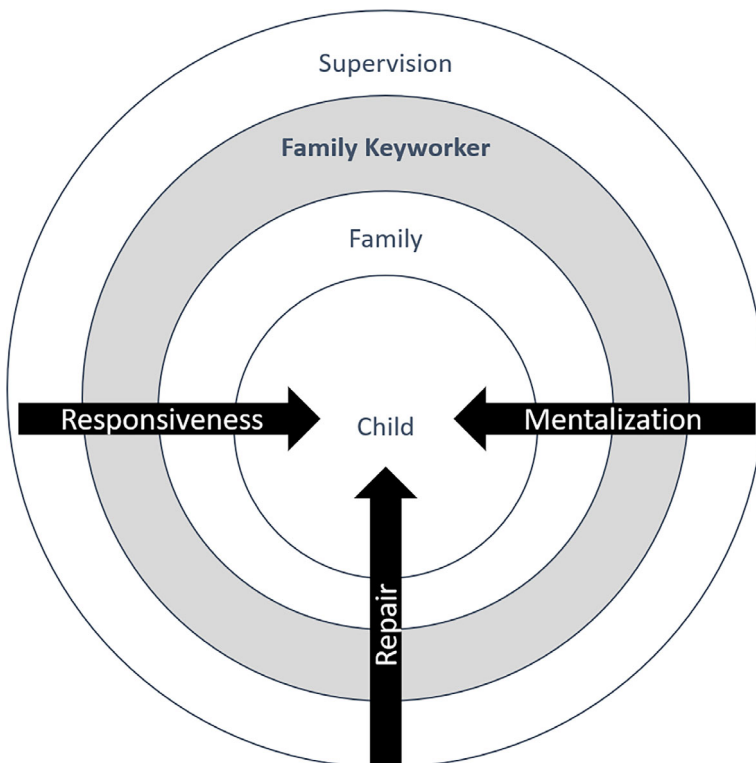 Supervision
Family Keyworker
Family
Responsiveness
Child
Mentalization
Repair